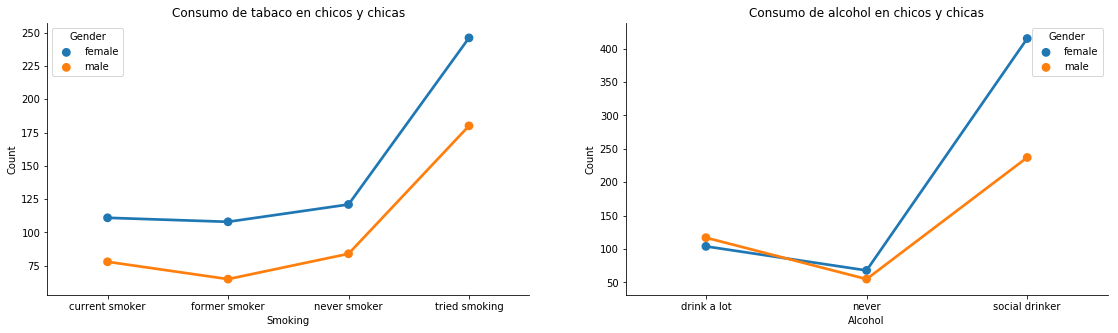 Consumo de tabaco en chicos y chicas
Gender
female
male
250
225
200
175
150
125
100
75
Count
current smoker
former smoker
never smoker
tried smoking
Smoking
Consumo de alcohol en chicos y chicas
Gender
female
male
400
350
300
250
200
150
100
50
Count
drink a lot
never
social drinker
Alcohol